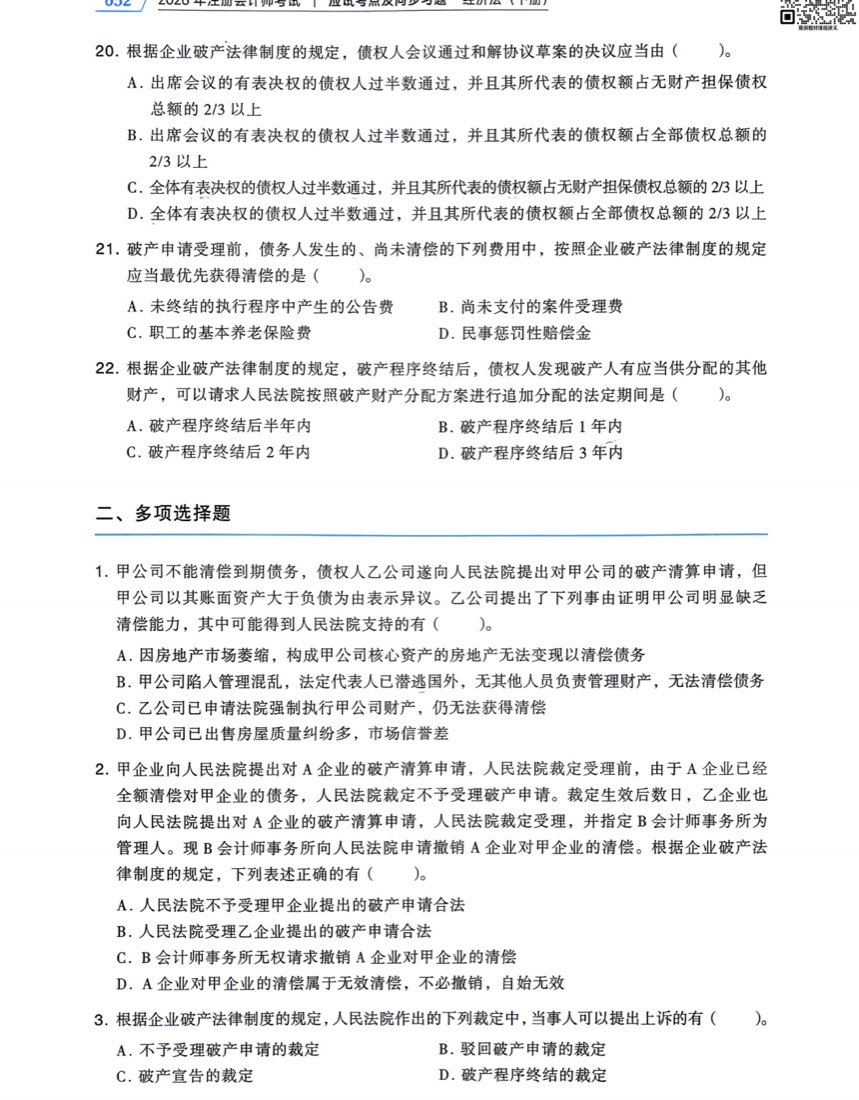 632 2026 年注册会计师考试 | 应试考点及同步习题 经济法（下册）
20. 根据企业破产法律制度的规定，债权人会议通过和解协议草案的决议应当由（　　）。
A. 出席会议的有表决权的债权人过半数通过，并且其所代表的债权额占无财产担保债权
总额的 2/3 以上
B. 出席会议的有表决权的债权人过半数通过，并且其所代表的债权额占全部债权总额的
2/3 以上
C. 全体有表决权的债权人过半数通过，并且其所代表的债权额占无财产担保债权总额的 2/3 以上
D. 全体有表决权的债权人过半数通过，并且其所代表的债权额占全部债权总额的 2/3 以上
21. 破产申请受理前，债务人发生的、尚未清偿的下列费用中，按照企业破产法律制度的规定
应当最优先获得清偿的是（　　）。
A. 未终结的执行程序中产生的公告费　　B. 尚未支付的案件受理费
C. 职工的基本养老保险费　　D. 民事惩罚性赔偿金
22. 根据企业破产法律制度的规定，破产程序终结后，债权人发现破产人有应当供分配的其他
财产，可以请求人民法院按照破产财产分配方案进行追加分配的法定期间是（　　）。
A. 破产程序终结后半年内　　B. 破产程序终结后 1 年内
C. 破产程序终结后 2 年内　　D. 破产程序终结后 3 年内
二、多项选择题
1. 甲公司不能清偿到期债务，债权人乙公司遂向人民法院提出对甲公司的破产清算申请，但
甲公司以其账面资产大于负债为由表示异议。乙公司提出了下列事由证明甲公司明显缺乏
清偿能力，其中可能得到人民法院支持的有（　　）。
A. 因房地产市场萎缩，构成甲公司核心资产的房地产无法变现以清偿债务
B. 甲公司陷入管理混乱，法定代表人已潜逃国外，无其他人员负责管理财产，无法清偿债务
C. 乙公司已申请法院强制执行甲公司财产，仍无法获得清偿
D. 甲公司已出售房屋质量纠纷多，市场信誉差
2. 甲企业向人民法院提出对 A 企业的破产清算申请，人民法院裁定受理前，由于 A 企业已经
全额清偿对甲企业的债务，人民法院裁定不予受理破产申请。裁定生效后数日，乙企业也
向人民法院提出对 A 企业的破产清算申请，人民法院裁定受理，并指定 B 会计师事务所为
管理人。现 B 会计师事务所向人民法院申请撤销 A 企业对甲企业的清偿。根据企业破产法
律制度的规定，下列表述正确的有（　　）。
A. 人民法院不予受理甲企业提出的破产申请合法
B. 人民法院受理乙企业提出的破产申请合法
C. B 会计师事务所无权请求撤销 A 企业对甲企业的清偿
D. A 企业对甲企业的清偿属于无效清偿，不必撤销，自始无效
3. 根据企业破产法律制度的规定，人民法院作出的下列裁定中，当事人可以提出上诉的有（　　）。
A. 不予受理破产申请的裁定　　B. 驳回破产申请的裁定
C. 破产宣告的裁定　　D. 破产程序终结的裁定